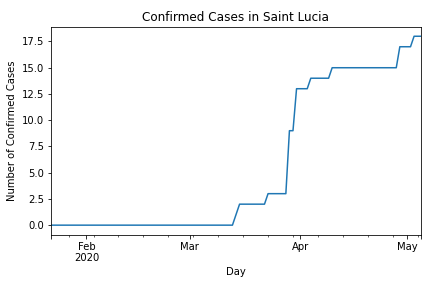 Confirmed Cases in Saint Lucia
Number of Confirmed Cases
17.5
15.0
12.5
10.0
7.5
5.0
2.5
0.0
Feb
2020
Mar
Apr
May
Day